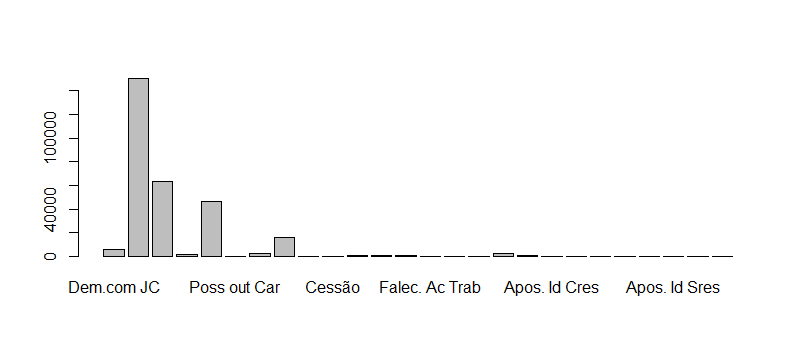 100000
40000
0
Dem.com JC Poss out Car Cessão Falec. Ac Trab Apos. Id Cres Apos. Id Sres